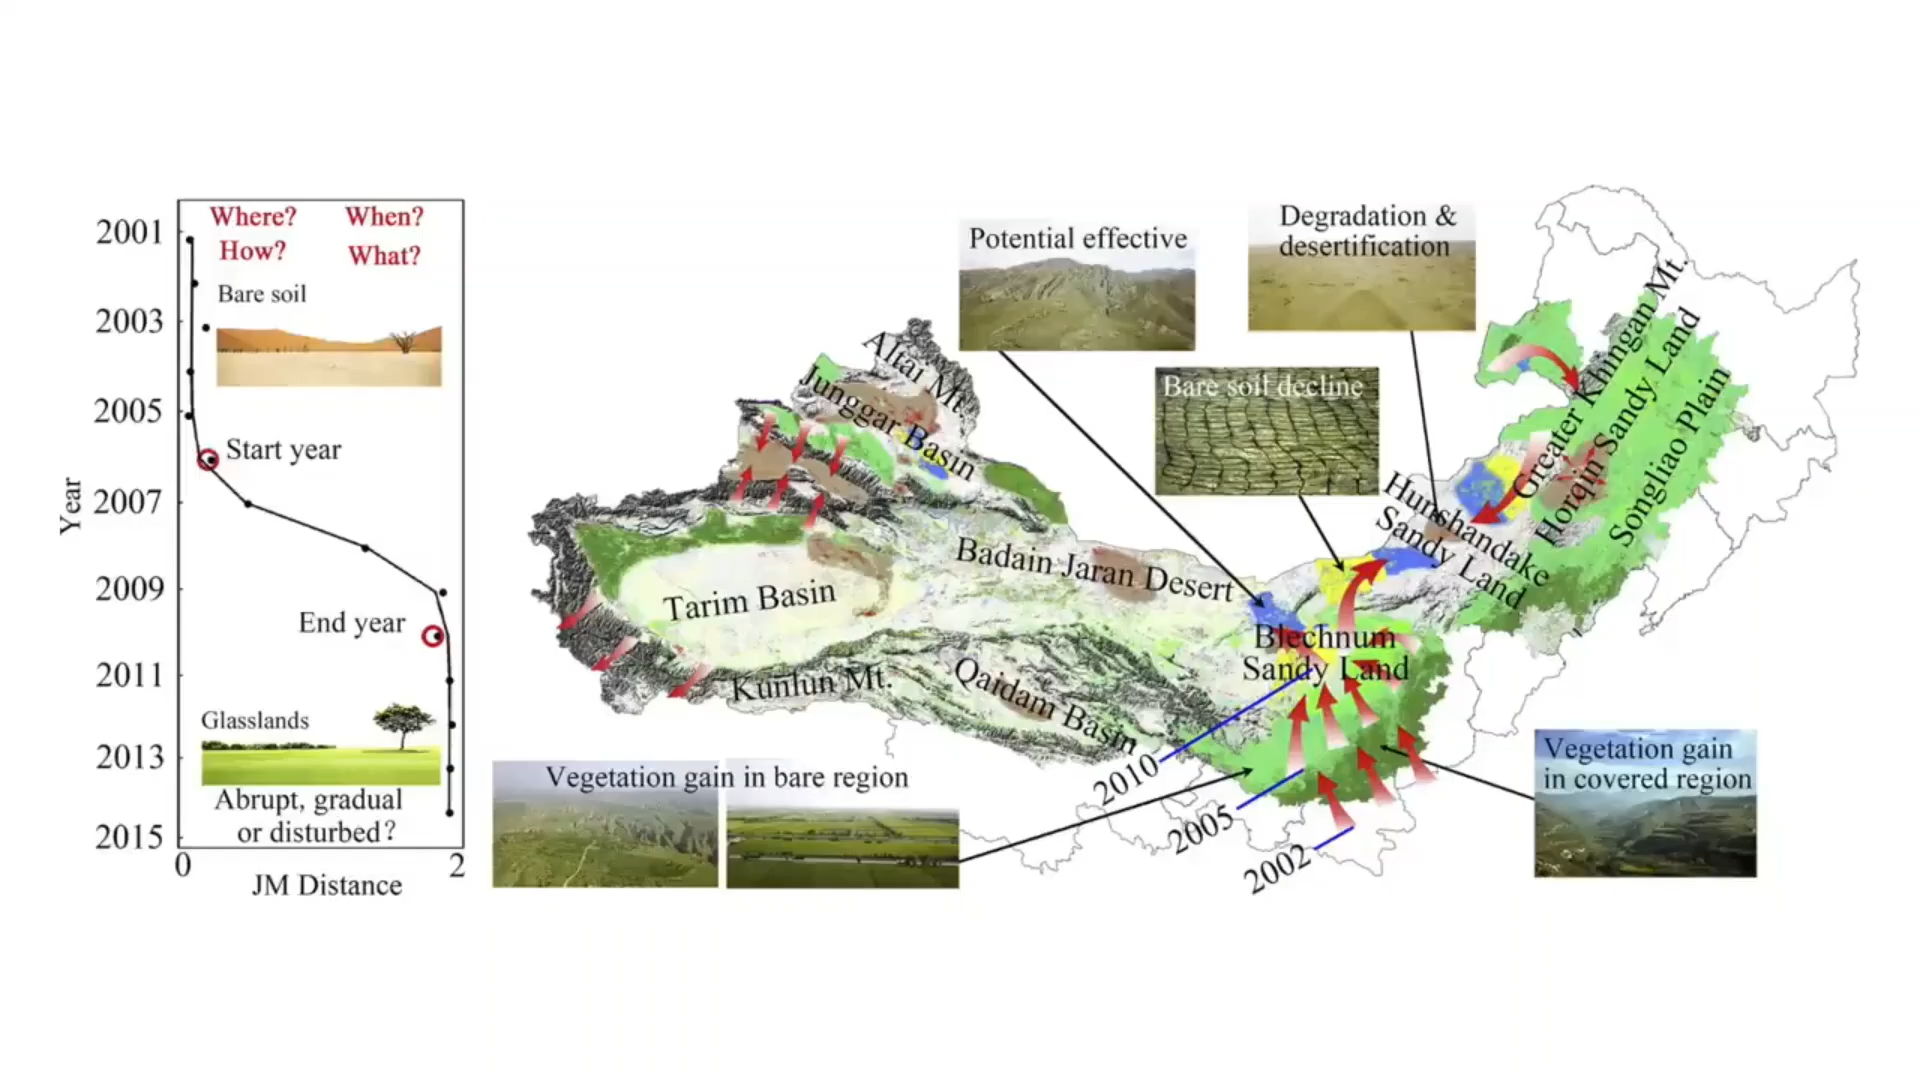 Where? When?
How? What?
Bare soil
Start year
End year
Glasslands
Abrupt, gradual
or disturbed?
2001
2003
2005
2007
2009
2011
2013
2015
Year
0
2
JM Distance
Potential effective
Degradation &
desertification
Bare soil decline
Altai Mt.
Junggar Basin
Tarim Basin
Badain Jaran Desert
Kunlun Mt.
Qaidam Basin
Blechnum
Sandy Land
Hunshandake
Sandy Land
Greater Khingan Mt.
Horqin Sandy Land
Songliao Plain
2010
2005
2002
Vegetation gain in bare region
Vegetation gain
in covered region